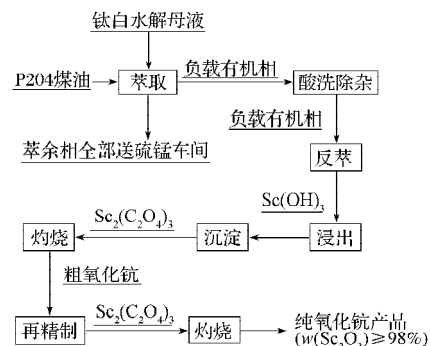 钛白水解母液
P204煤油
萃取
负载有机相
酸洗除杂
负载有机相
萃余相全部送硫锰车间
反萃
Sc(OH)₃
浸出
沉淀
Sc₂(C₂O₄)₃
灼烧
粗氧化钪
再精制
Sc₂(C₂O₄)₃
灼烧
纯氧化钪产品
(w(Sc₂O₃)≥98%)